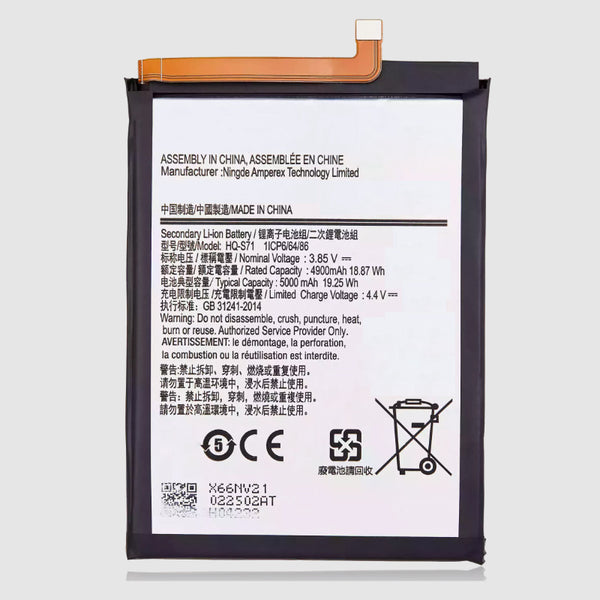 ASSEMBLY IN CHINA, ASSEMBLÉE EN CHINE
Manufacturer :Ningde Amperex Technology Limited
中国制造/中國製造/MADE IN CHINA
Secondary Li-ion Battery /锂离子电池组/二次鋰電池組
型号/型號/Model: HQ-S71 1ICP6/64/86
标称电压 / 標稱電壓 / Nominal Voltage : 3.85 V⎓
额定容量/ 額定電容量/ Rated Capacity : 4900mAh 18.87 Wh
电池典型容量/ Typical Capacity : 5000 mAh 19.25 Wh
充电限制电压/充電限制電壓/ Limited Charge Voltage : 4.4 V⎓
执行标准: GB 31241-2014
Warning: Do not disassemble, crush, puncture, heat,
burn or reuse. Authorized Service Provider Only.
AVERTISSEMENT: le démontage, la perforation,
la combustion ou la réutilisation est interdite.
警告:禁止拆卸、穿刺、燃烧或重复使用。
请勿置于高温环境中，浸水后禁止使用。
警告: 禁止拆卸，穿刺，燃燒或重複使用。
請勿置於高溫環境中，浸水後禁止使用。
5 CE
廢電池請回收
X66NV21
022502AT